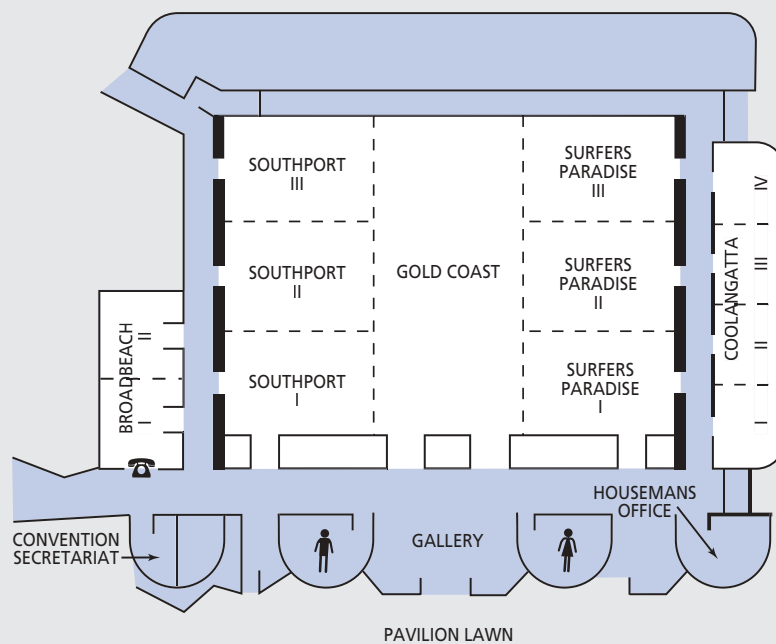 SOUTHPORT
III
SURFERS
PARADISE
III
IV
SOUTHPORT
II
GOLD COAST
SURFERS
PARADISE
II
COOLANGATTA
III
II
I
BROADBEACH
II
I
SOUTHPORT
I
SURFERS
PARADISE
I
HOUSEMANS
OFFICE
CONVENTION
SECRETARIAT
GALLERY
PAVILION LAWN